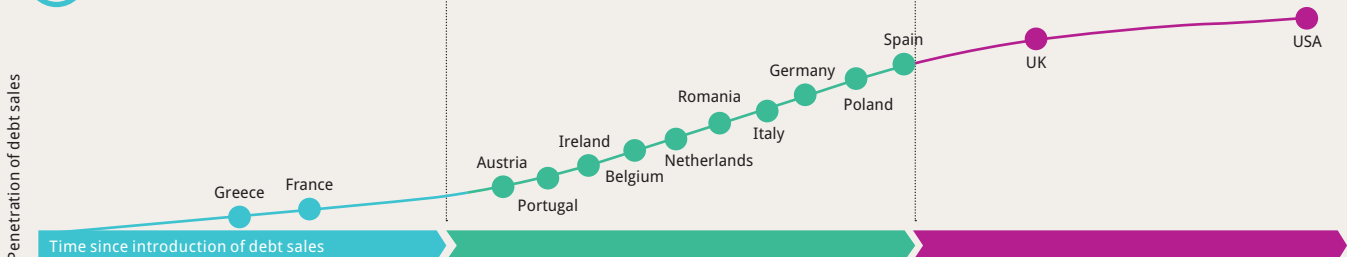 Penetration of debt sales
Greece
France
Austria
Portugal
Ireland
Belgium
Netherlands
Romania
Italy
Germany
Poland
Spain
UK
USA
Time since introduction of debt sales